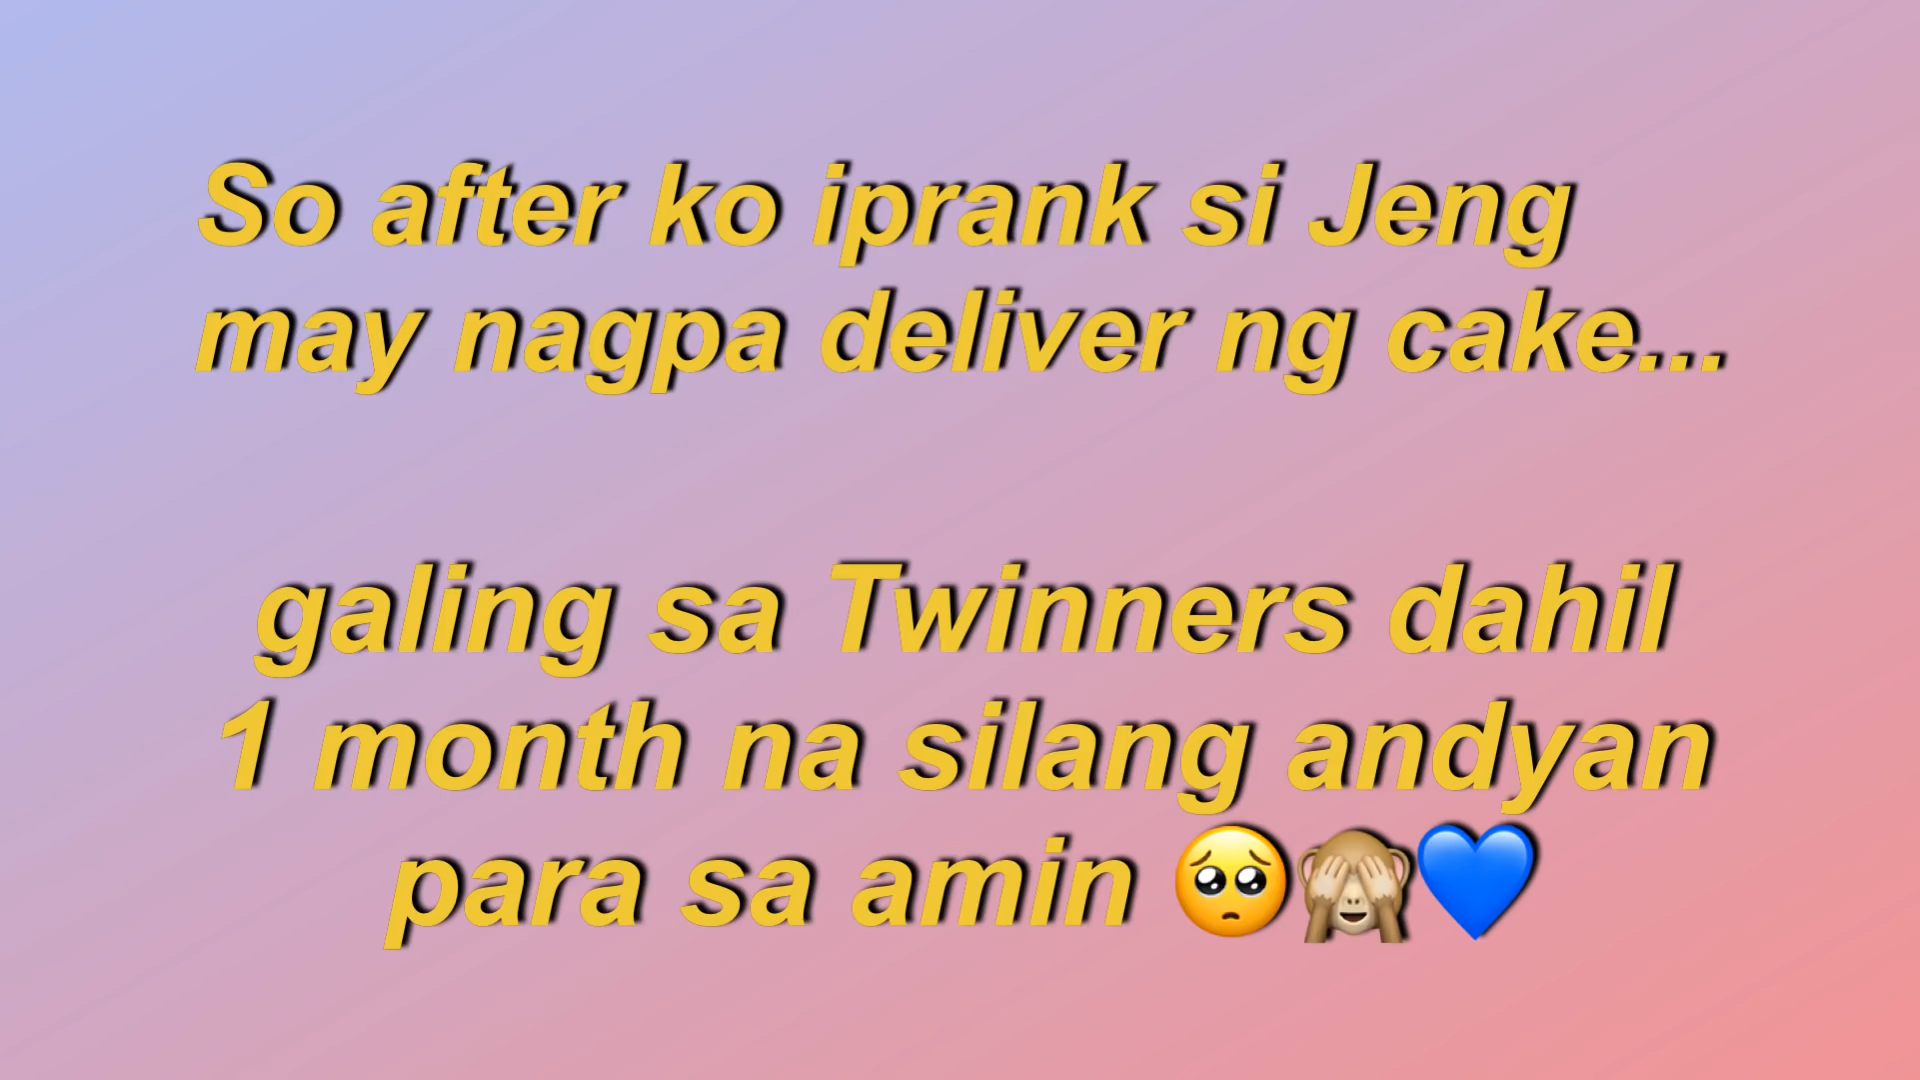 So after ko iprank si Jeng
may nagpa deliver ng cake...
galing sa Twinners dahil
1 month na silang andyan
para sa amin 🥺🙈💙